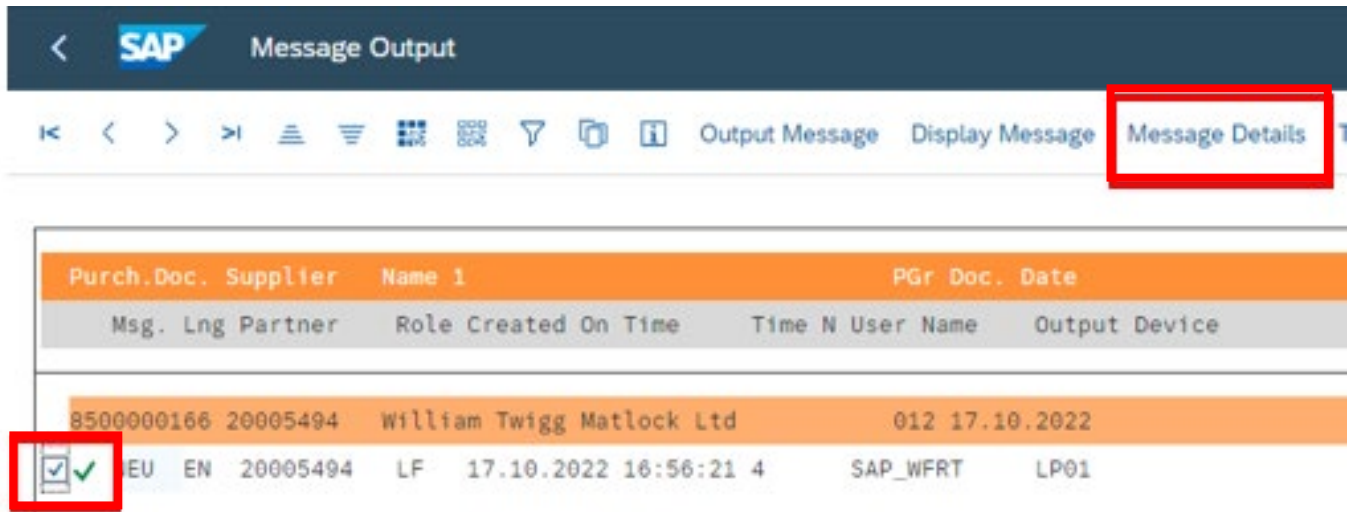 SAP Message Output
Output Message Display Message Message Details
Purch.Doc. Supplier Name 1 PGr Doc. Date
Msg. Lng Partner Role Created On Time Time N User Name Output Device
8500000166 20005494 William Twigg Matlock Ltd 012 17.10.2022
EU EN 20005494 LF 17.10.2022 16:56:21 4 SAP_WFRT LP01